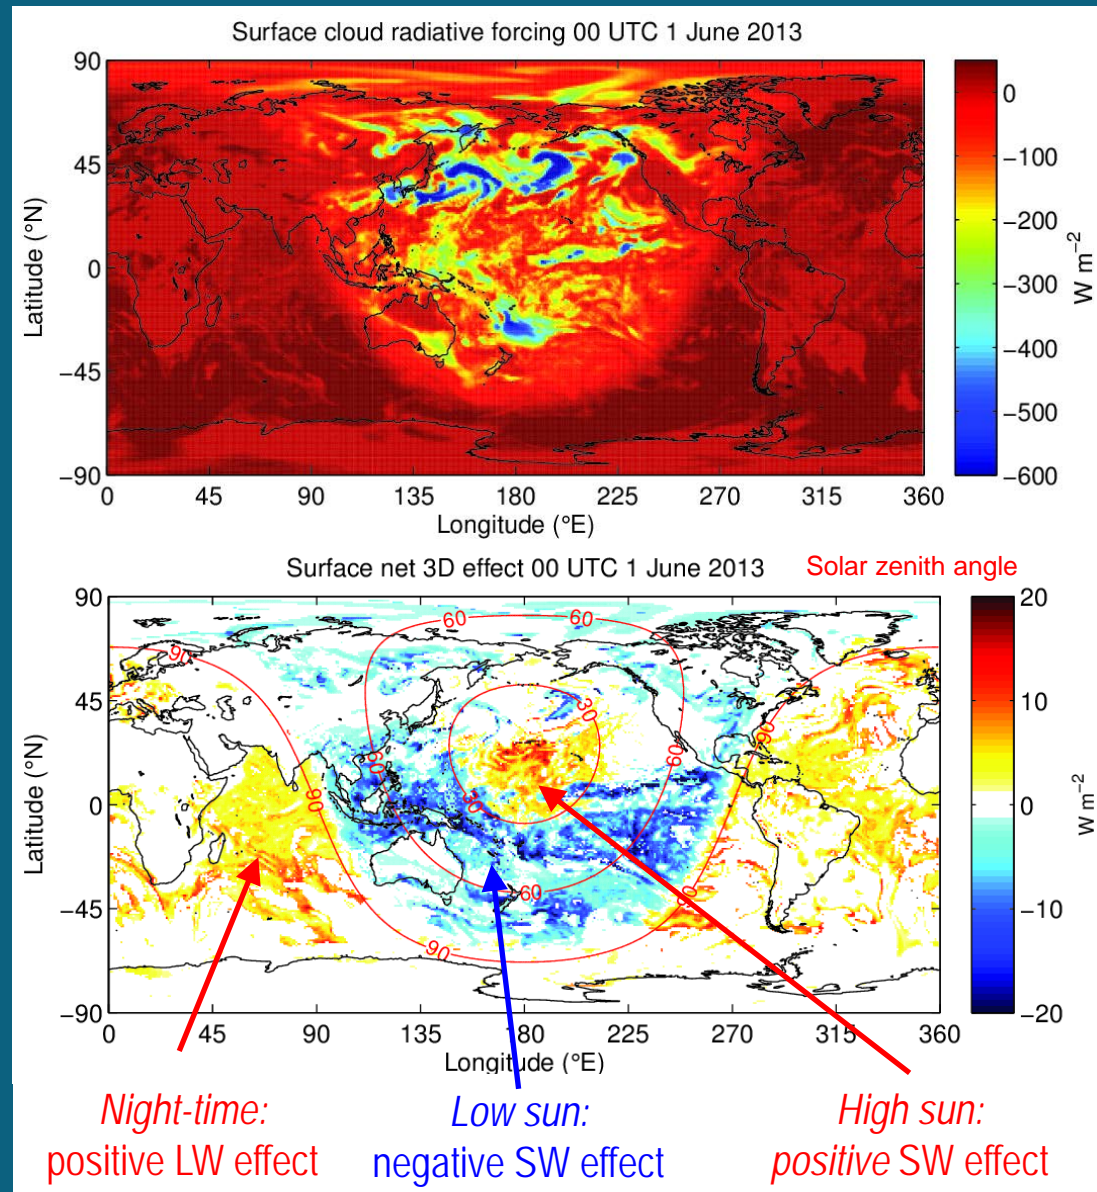 Surface cloud radiative forcing 00 UTC 1 June 2013
90
45
0
−45
−90
Latitude (°N)
0 45 90 135 180 225 270 315 360
Longitude (°E)
0
−100
−200
−300
−400
−500
−600
W m−2
Surface net 3D effect 00 UTC 1 June 2013
Solar zenith angle
90
45
0
−45
−90
Latitude (°N)
90
60
60
30
60
60
90
30
90
60
90
90
0 45 90 135 180 225 270 315 360
Longitude (°E)
20
10
0
−10
−20
W m−2
Night-time:
positive LW effect
Low sun:
negative SW effect
High sun:
positive SW effect